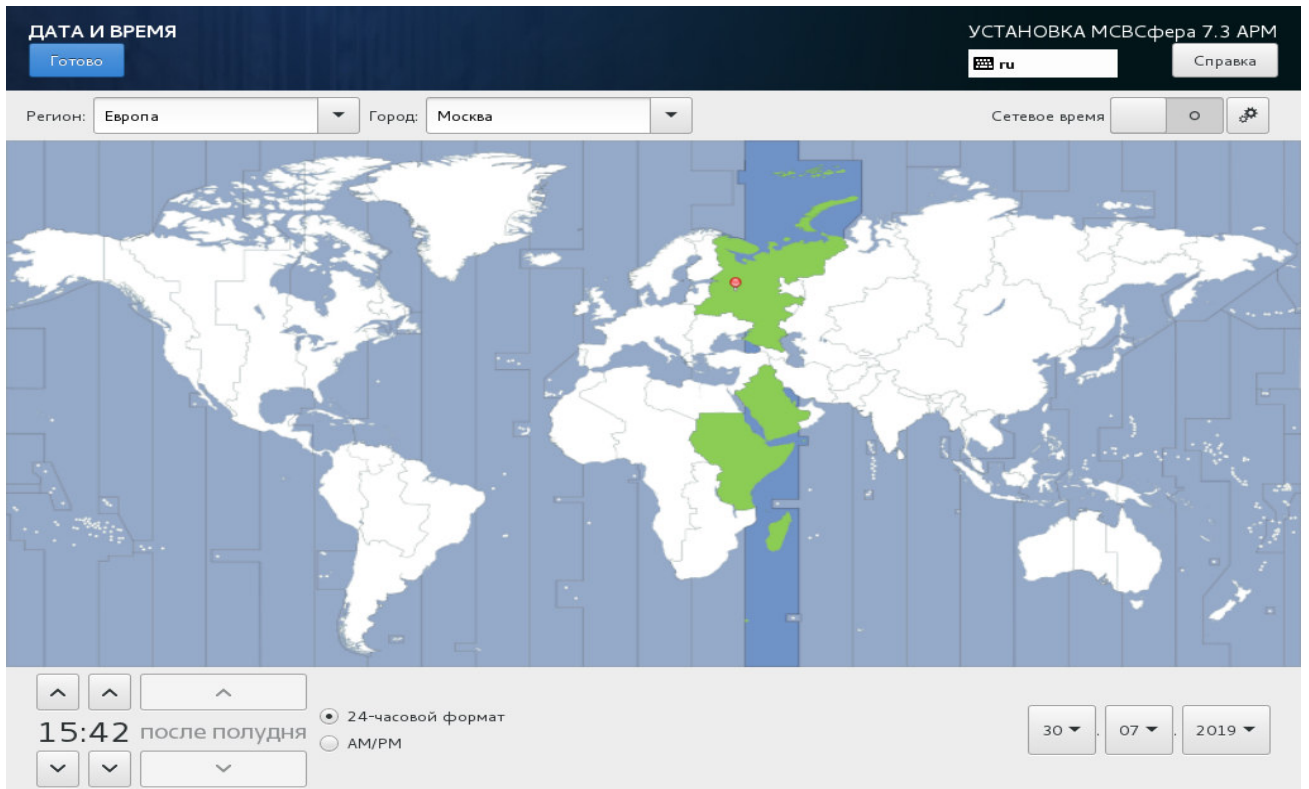 ДАТА И ВРЕМЯ
УСТАНОВКА МСВСфера 7.3 АРМ
Готово
ru
Справка
Регион: Европа Город: Москва Сетевое время
15:42 после полудня
24-часовой формат
AM/PM
30 . 07 . 2019